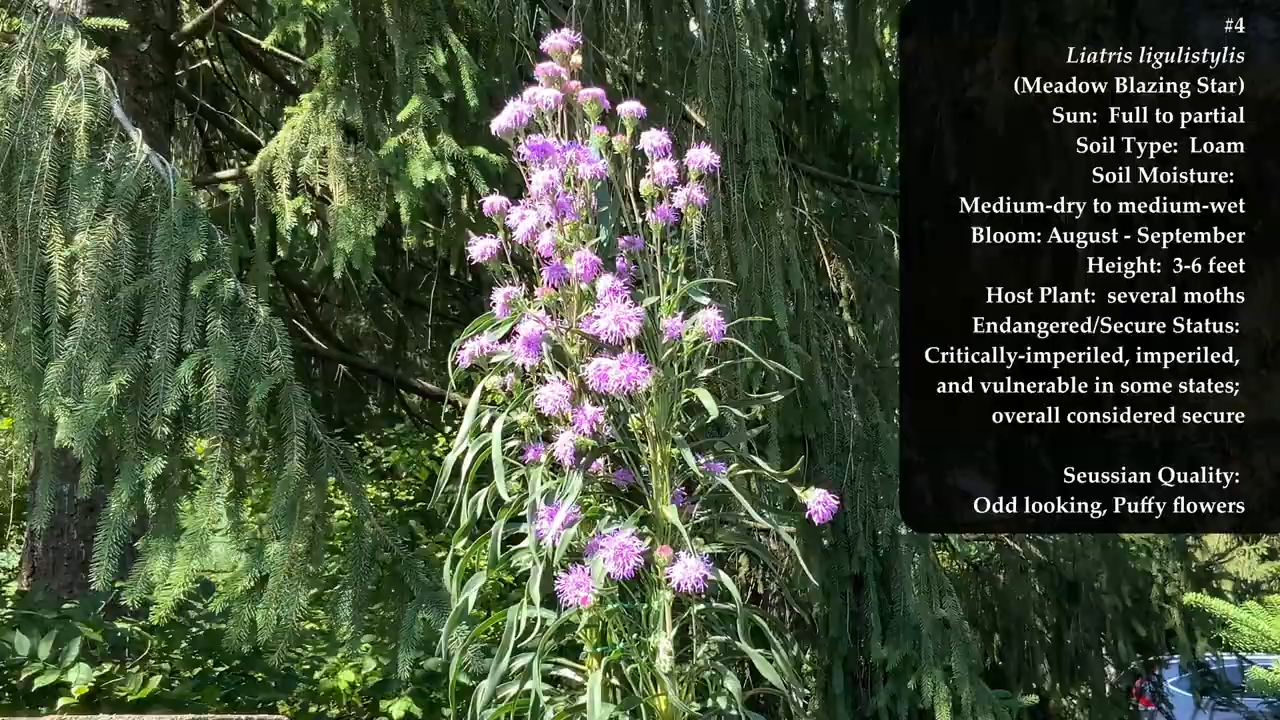 #4
Liatris ligulistylis
(Meadow Blazing Star)
Sun: Full to partial
Soil Type: Loam
Soil Moisture:
Medium-dry to medium-wet
Bloom: August - September
Height: 3-6 feet
Host Plant: several moths
Endangered/Secure Status:
Critically-imperiled, imperiled,
and vulnerable in some states;
overall considered secure
Seussian Quality:
Odd looking, Puffy flowers